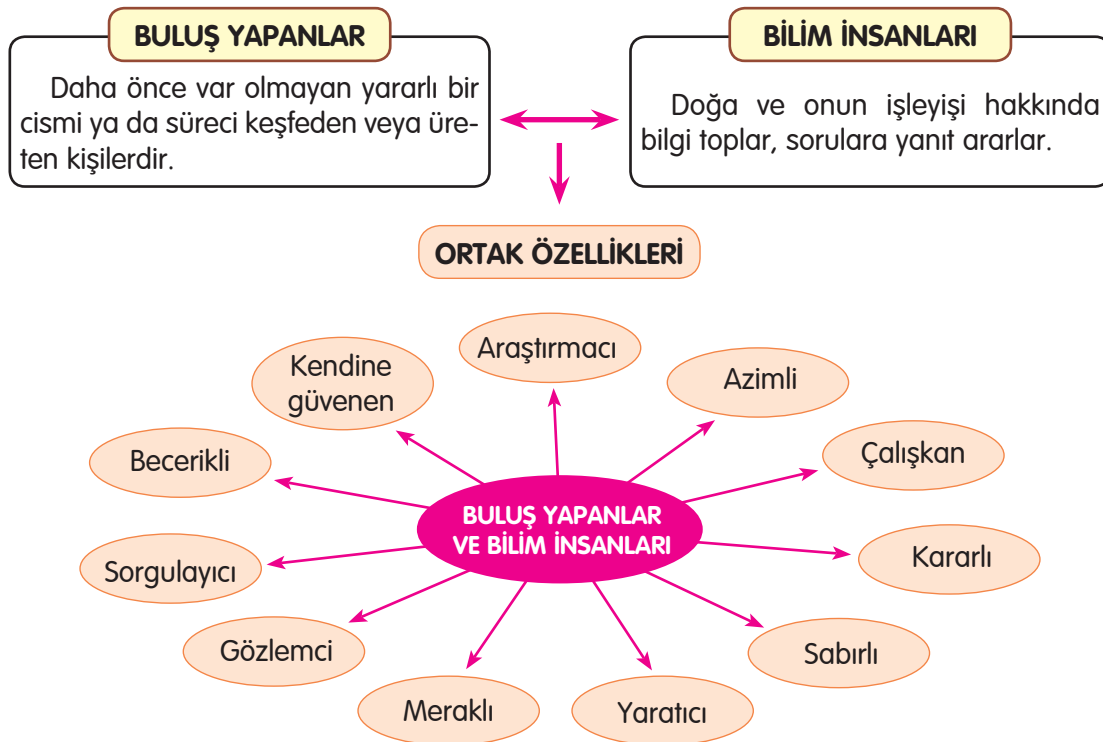 BULUŞ YAPANLAR
Daha önce var olmayan yararlı bir
cismi ya da süreci keşfeden veya üre-
ten kişilerdir.
BİLİM İNSANLARI
Doğa ve onun işleyişi hakkında
bilgi toplar, sorulara yanıt ararlar.
ORTAK ÖZELLİKLERİ
Araştırmacı
Azimli
Çalışkan
Kararlı
Sabırlı
Yaratıcı
Meraklı
Gözlemci
Sorgulayıcı
Becerikli
Kendine
güvenen
BULUŞ YAPANLAR
VE BİLİM İNSANLARI